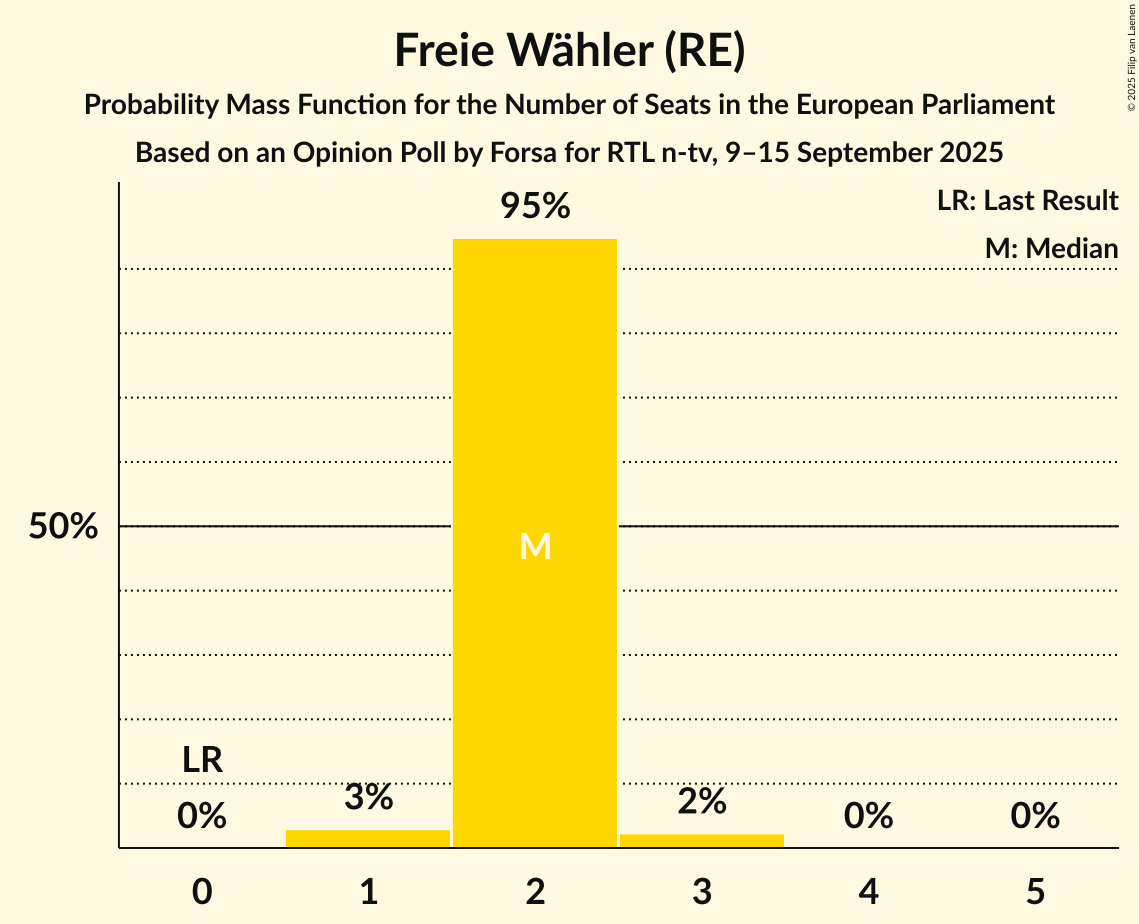 Freie Wähler (RE)
Probability Mass Function for the Number of Seats in the European Parliament
Based on an Opinion Poll by Forsa for RTL n-tv, 9–15 September 2025
© 2025 Filip van Laenen
LR: Last Result
M: Median
95%
50%
M
LR
0%
3%
2%
0%
0%
0
1
2
3
4
5